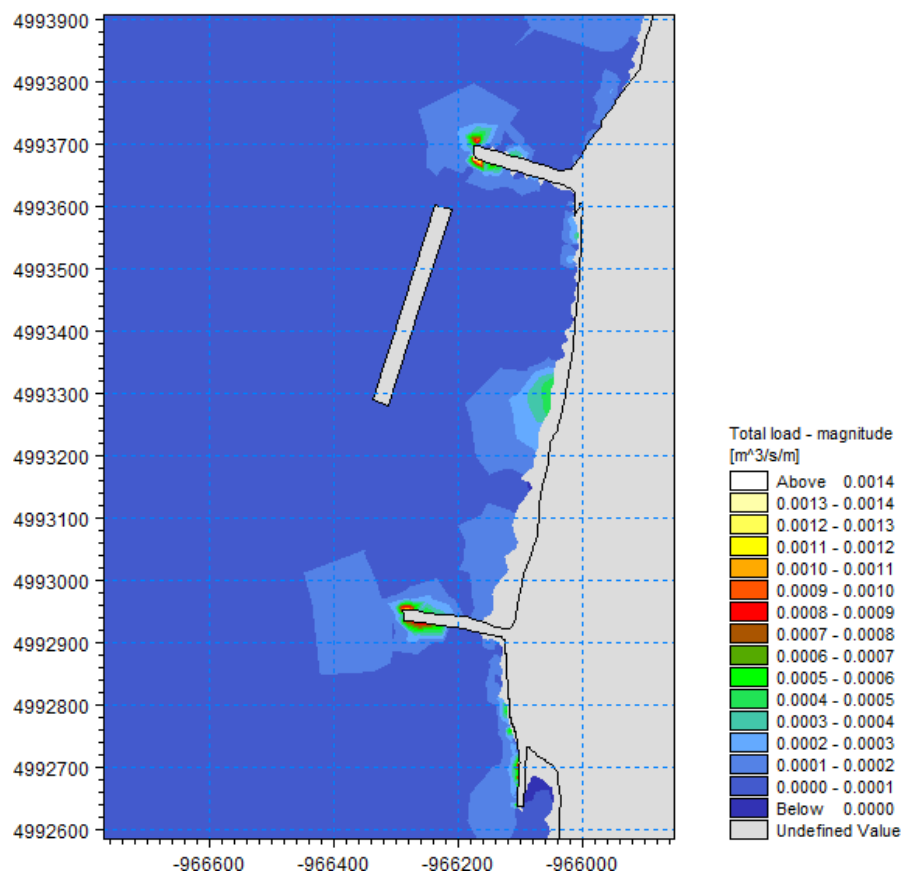 4993900
4993800
4993700
4993600
4993500
4993400
4993300
4993200
4993100
4993000
4992900
4992800
4992700
4992600
-966600 -966400 -966200 -966000
Total load - magnitude
[m^3/s/m]
Above 0.0014
0.0013 - 0.0014
0.0012 - 0.0013
0.0011 - 0.0012
0.0010 - 0.0011
0.0009 - 0.0010
0.0008 - 0.0009
0.0007 - 0.0008
0.0006 - 0.0007
0.0005 - 0.0006
0.0004 - 0.0005
0.0003 - 0.0004
0.0002 - 0.0003
0.0001 - 0.0002
0.0000 - 0.0001
Below 0.0000
Undefined Value